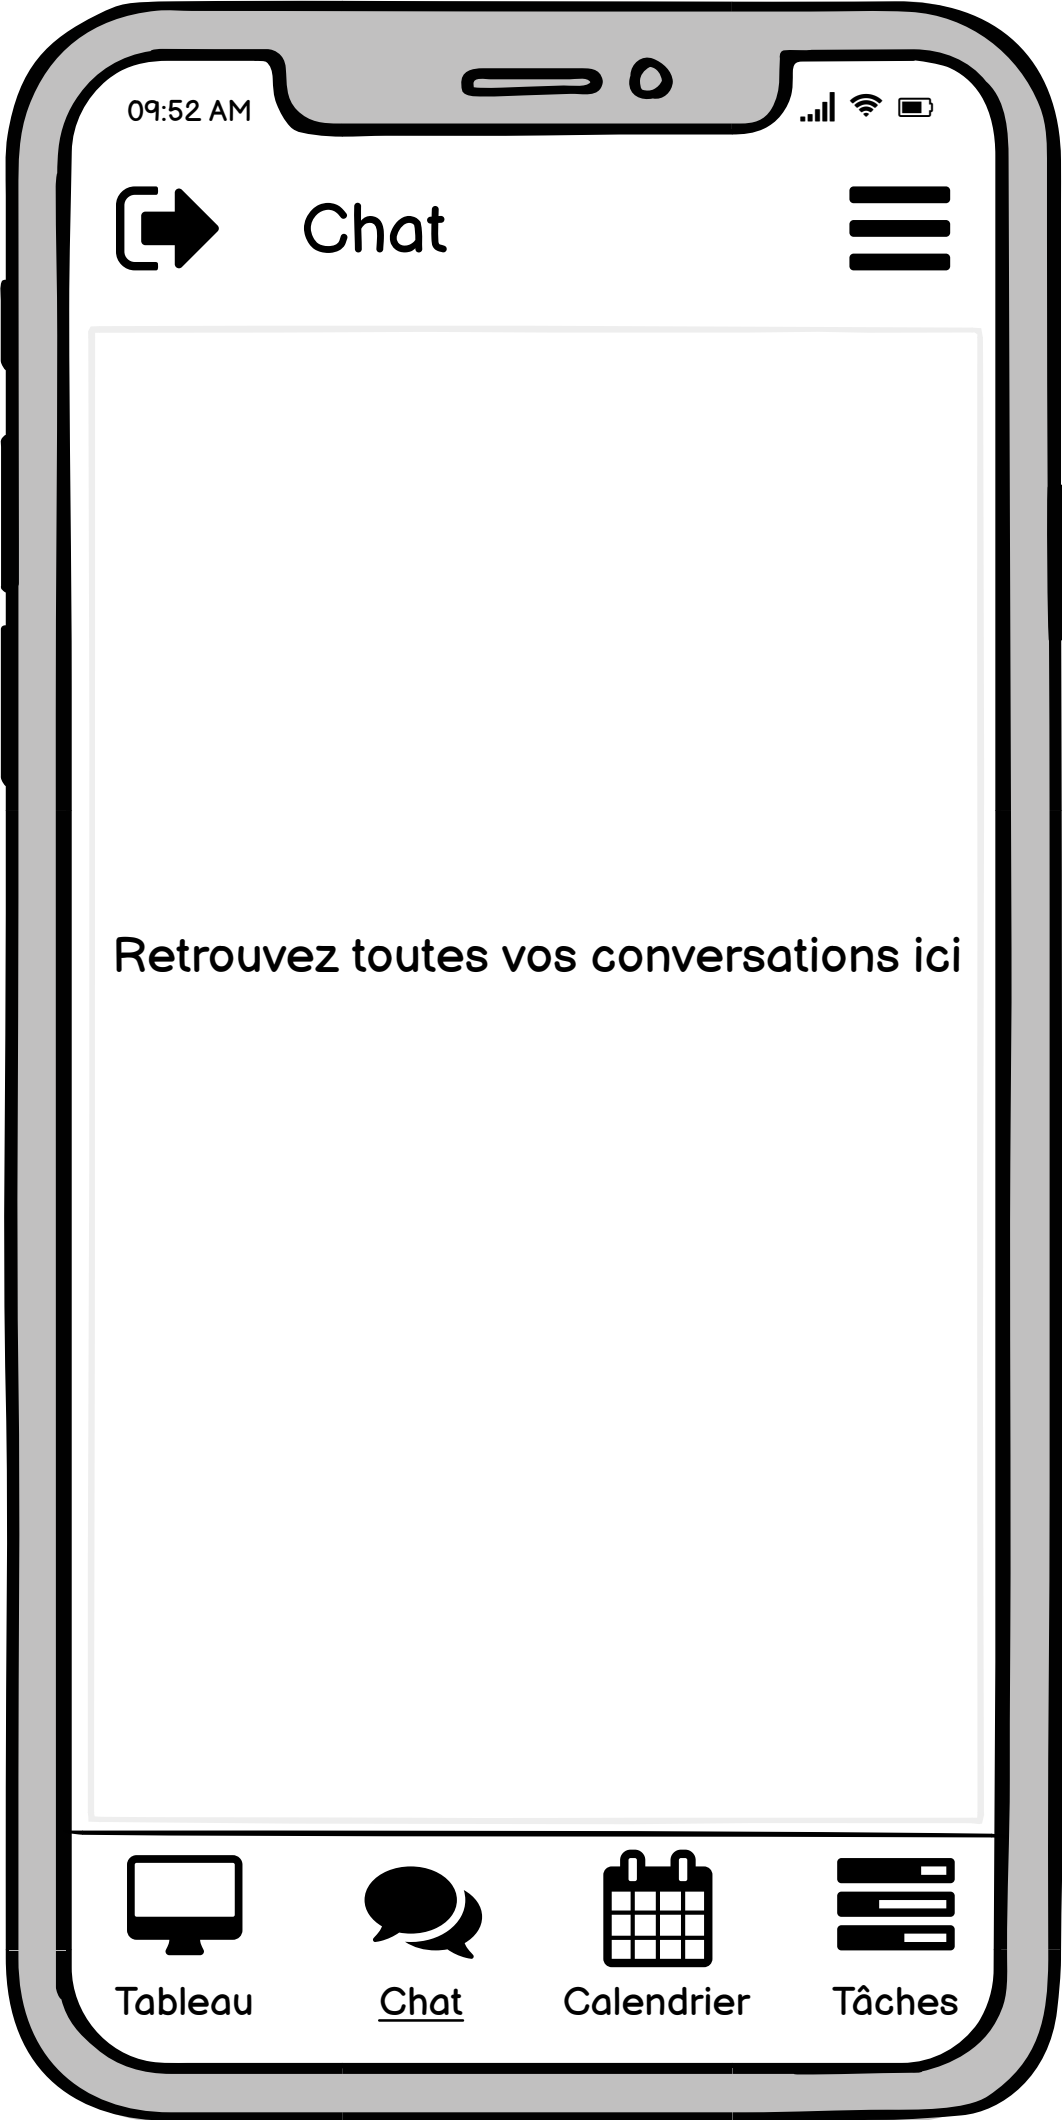 09:52 AM
Chat
Retrouvez toutes vos conversations ici
Tableau
Chat
Calendrier
Tâches